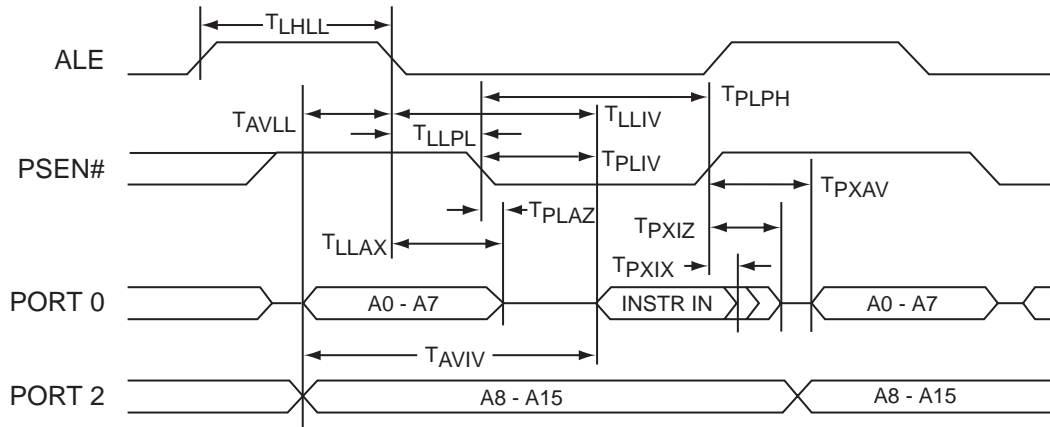 TLHLL
ALE
TPLPH
TAVLL
TLLIV
TLLPL
PSEN#
TPLIV
TPXAV
TPLAZ
TLLAX
TPXIZ
TPXIX
PORT 0
A0 - A7
INSTR IN
A0 - A7
TAVIV
PORT 2
A8 - A15
A8 - A15